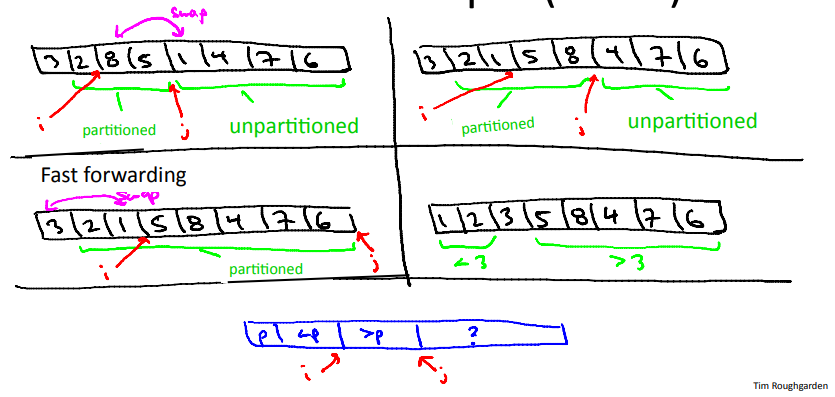 swap
3 2 8 5 1 4 7 6
i partitioned j unpartitioned
3 2 1 5 8 4 7 6
i partitioned j unpartitioned
Fast forwarding
swap
3 2 1 5 8 4 7 6
i partitioned j
1 2 3 5 8 4 7 6
<3 >3
p <p >p ?
i j
Tim Roughgarden